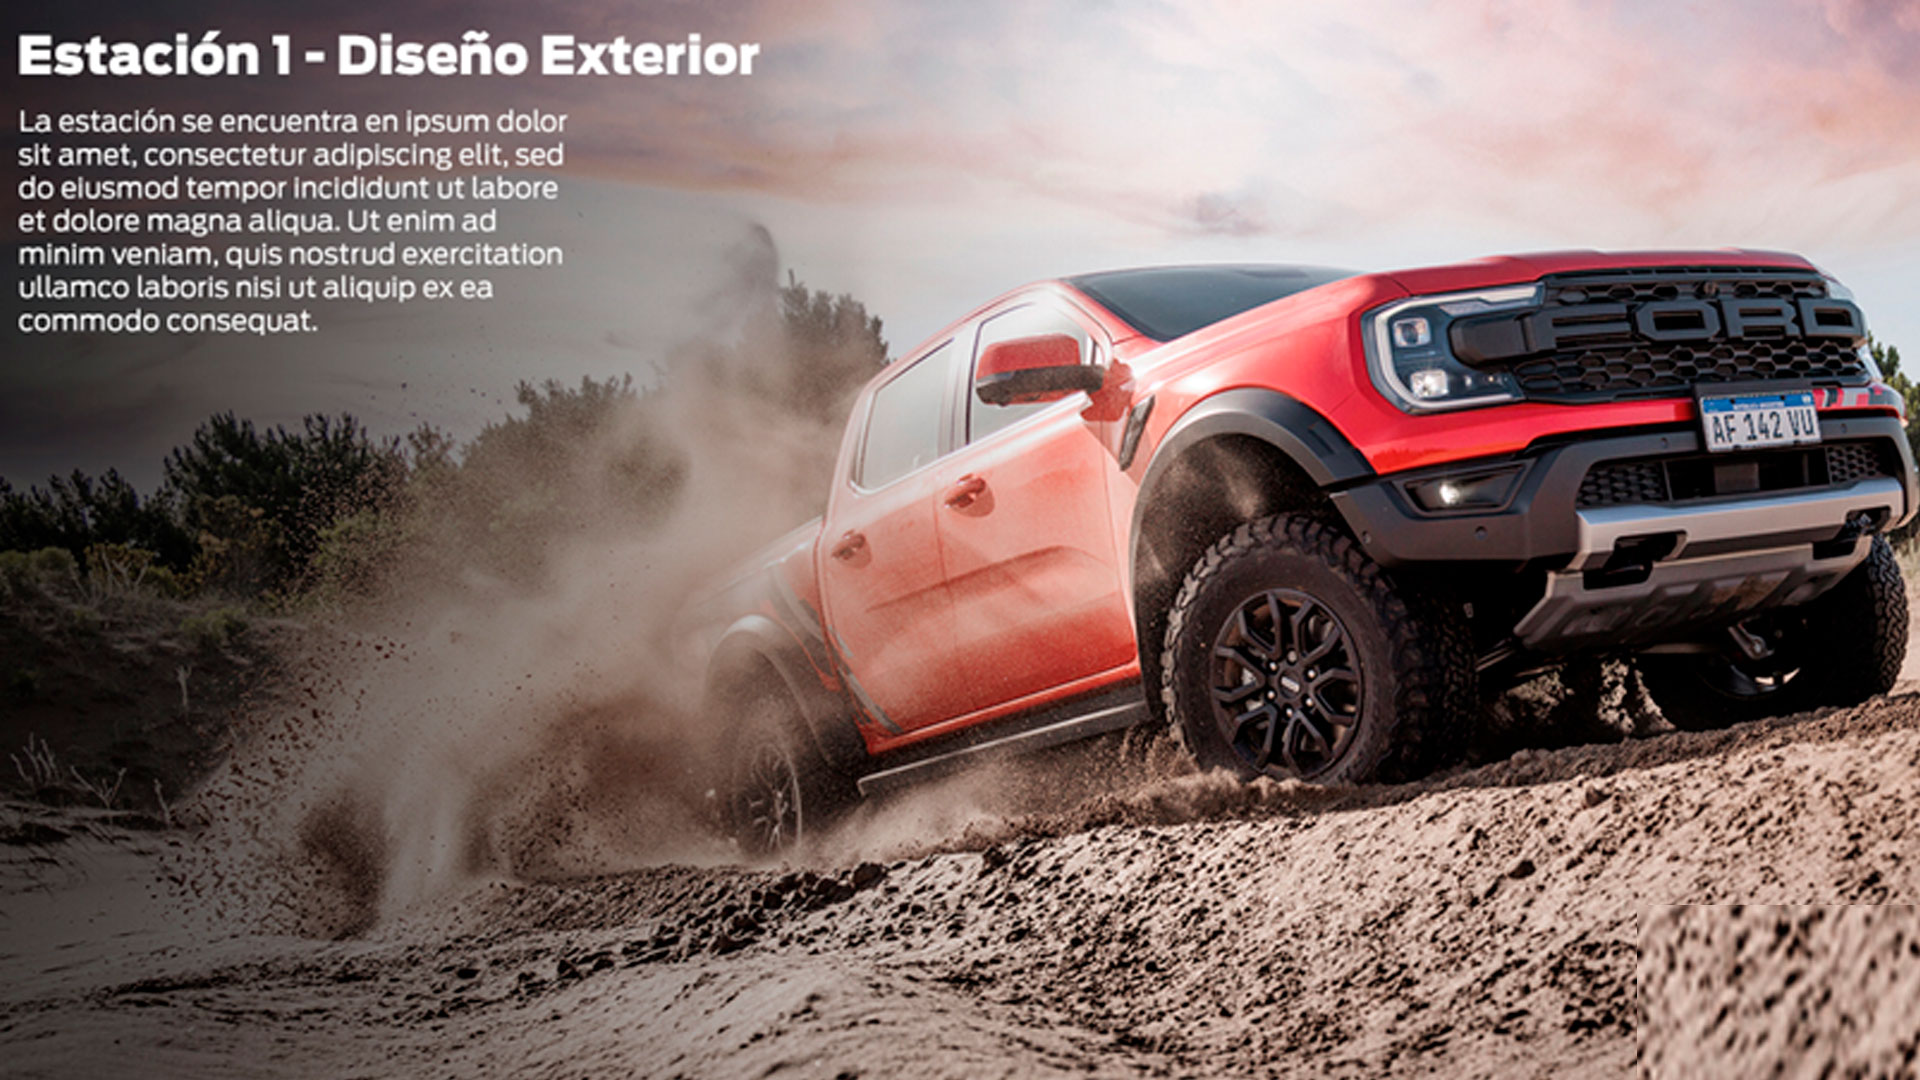 Estación 1 - Diseño Exterior
La estación se encuentra en ipsum dolor
sit amet, consectetur adipiscing elit, sed
do eiusmod tempor incididunt ut labore
et dolore magna aliqua. Ut enim ad
minim veniam, quis nostrud exercitation
ullamco laboris nisi ut aliquip ex ea
commodo consequat.
FORD
AF 142 VU